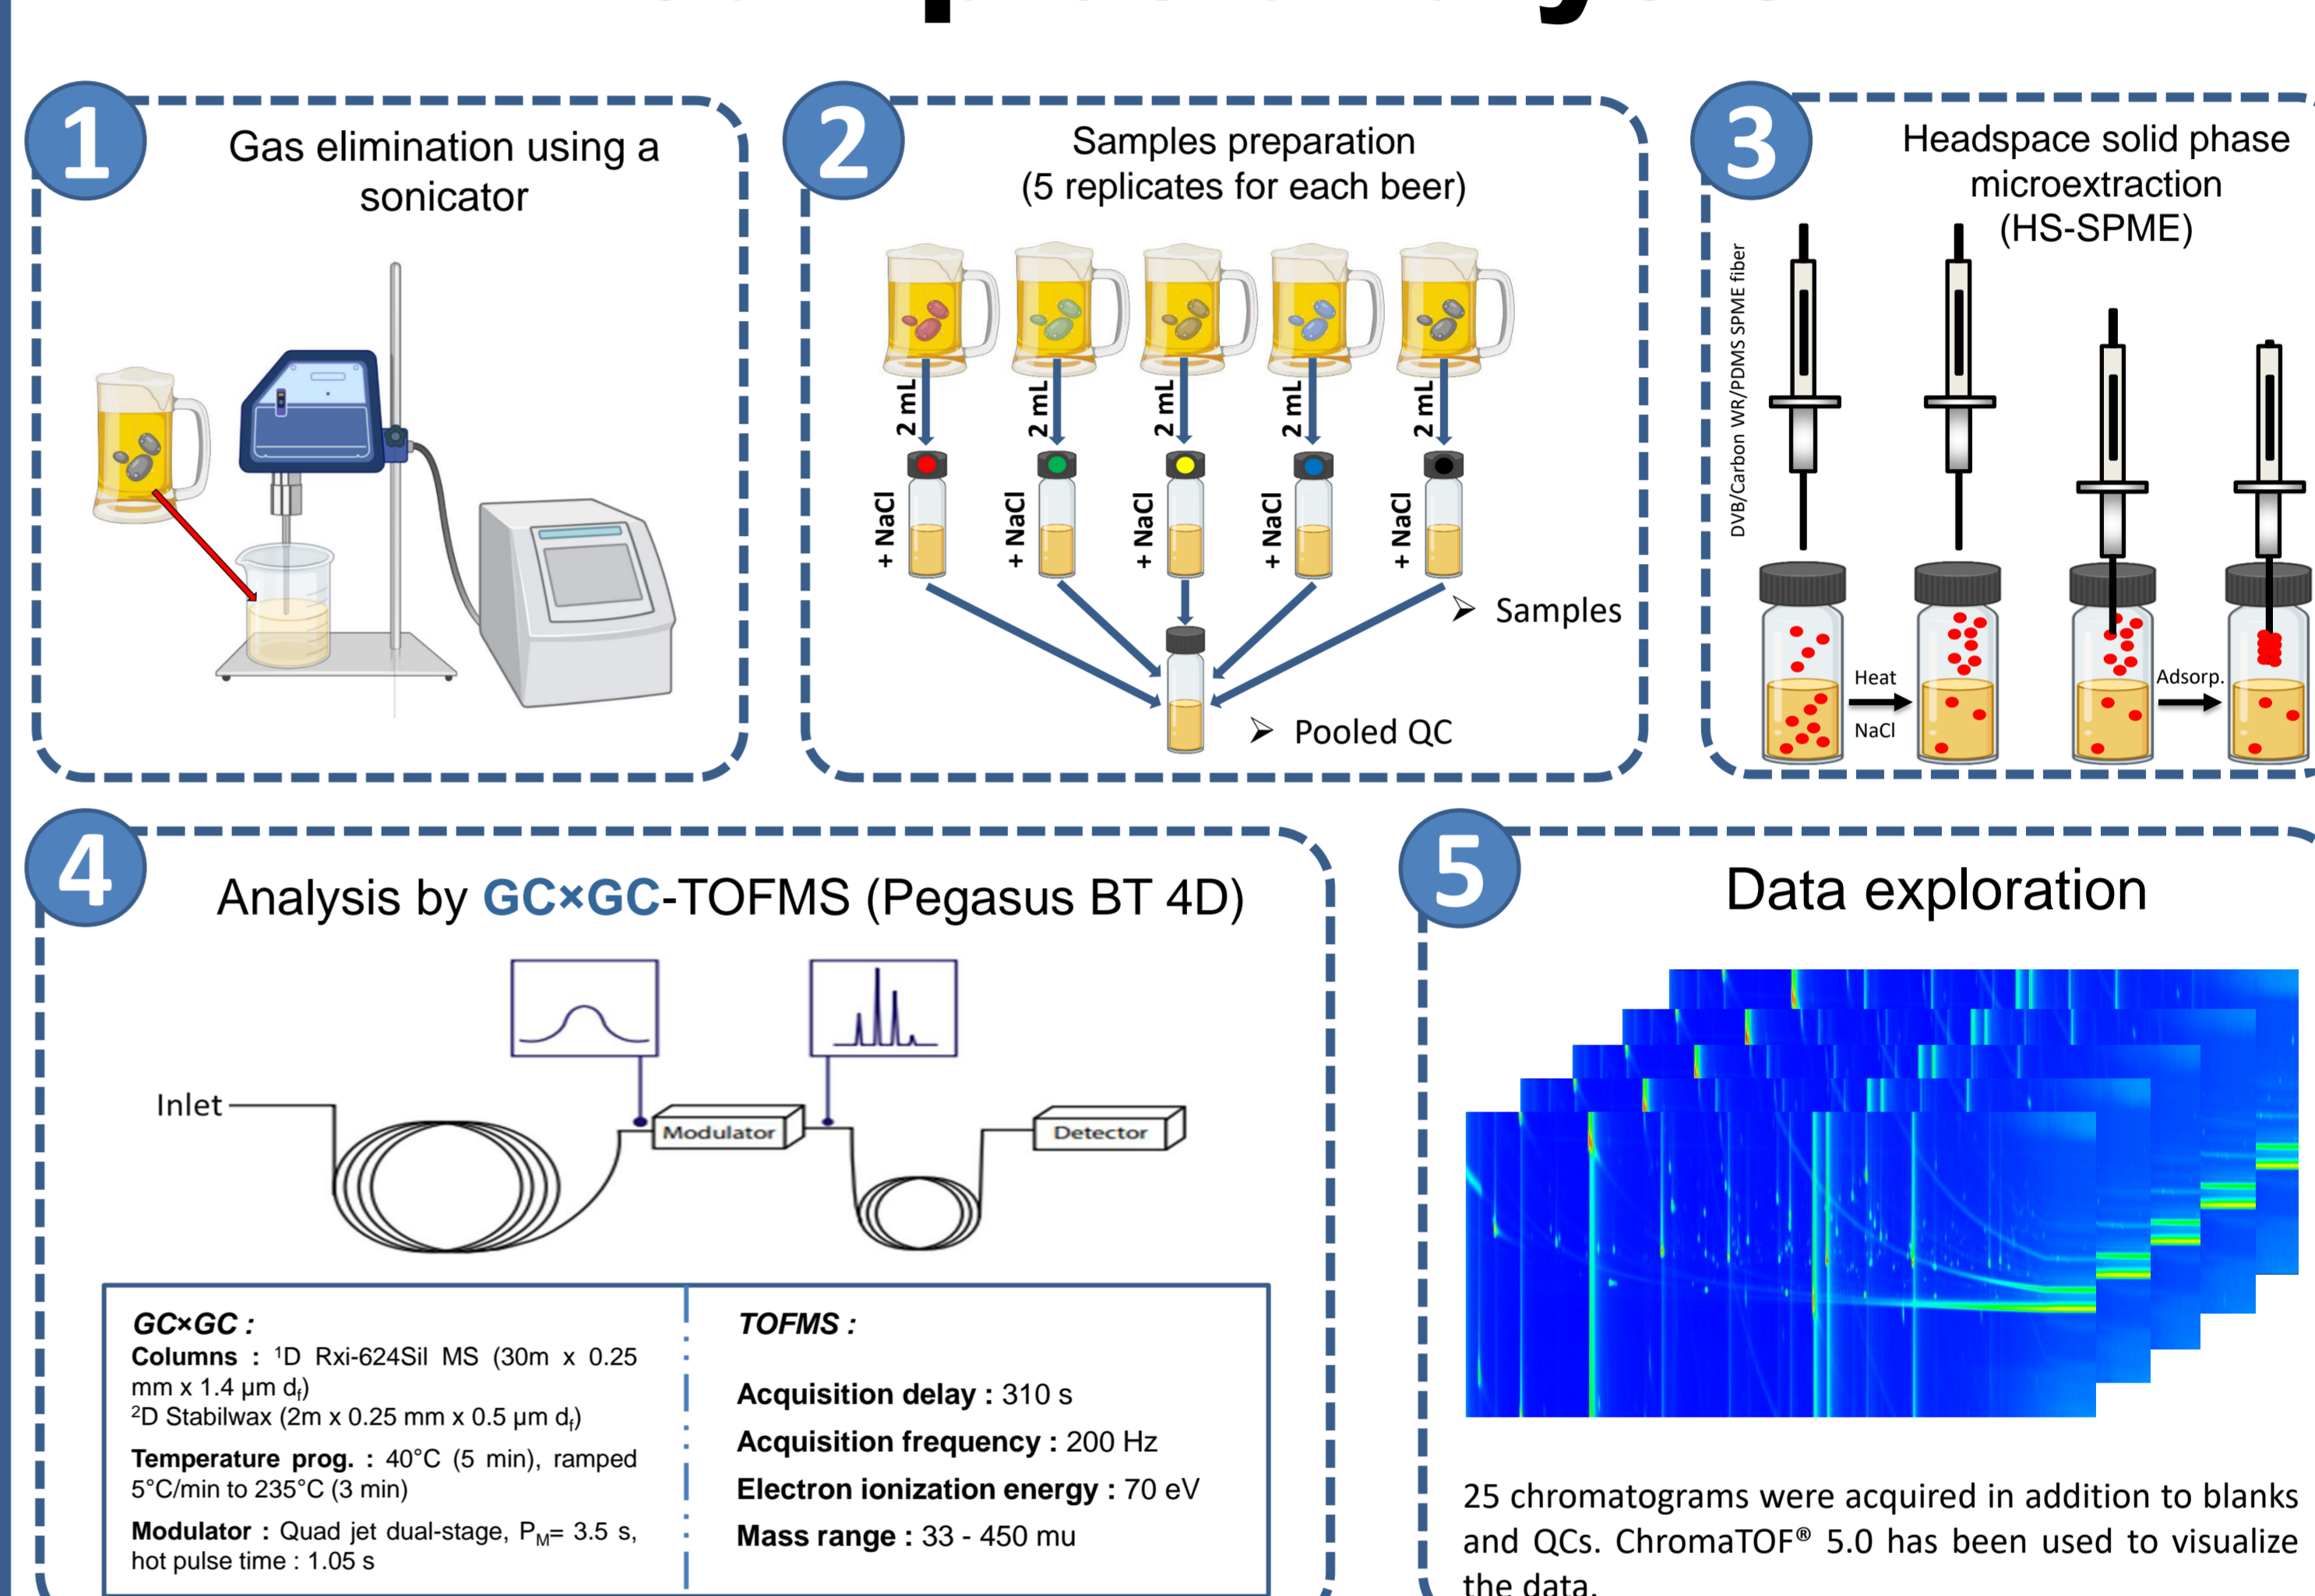 1
Gas elimination using a
sonicator
2
Samples preparation
(5 replicates for each beer)
2 mL
2 mL
2 mL
2 mL
2 mL
+ NaCl
+ NaCl
+ NaCl
+ NaCl
+ NaCl
➢ Samples
➢ Pooled QC
3
Headspace solid phase
microextraction
(HS-SPME)
DVB/Carbon WR/PDMS SPME fiber
Heat
NaCl
Adsorp.
4
Analysis by GC×GC-TOFMS (Pegasus BT 4D)
Inlet
Modulator
Detector
GC×GC :
Columns : ¹D Rxi-624Sil MS (30m x 0.25
mm x 1.4 µm df)
²D Stabilwax (2m x 0.25 mm x 0.5 µm df)
Temperature prog. : 40°C (5 min), ramped
5°C/min to 235°C (3 min)
Modulator : Quad jet dual-stage, PM= 3.5 s,
hot pulse time : 1.05 s
TOFMS :
Acquisition delay : 310 s
Acquisition frequency : 200 Hz
Electron ionization energy : 70 eV
Mass range : 33 - 450 mu
5
Data exploration
25 chromatograms were acquired in addition to blanks
and QCs. ChromaTOF® 5.0 has been used to visualize
the data.